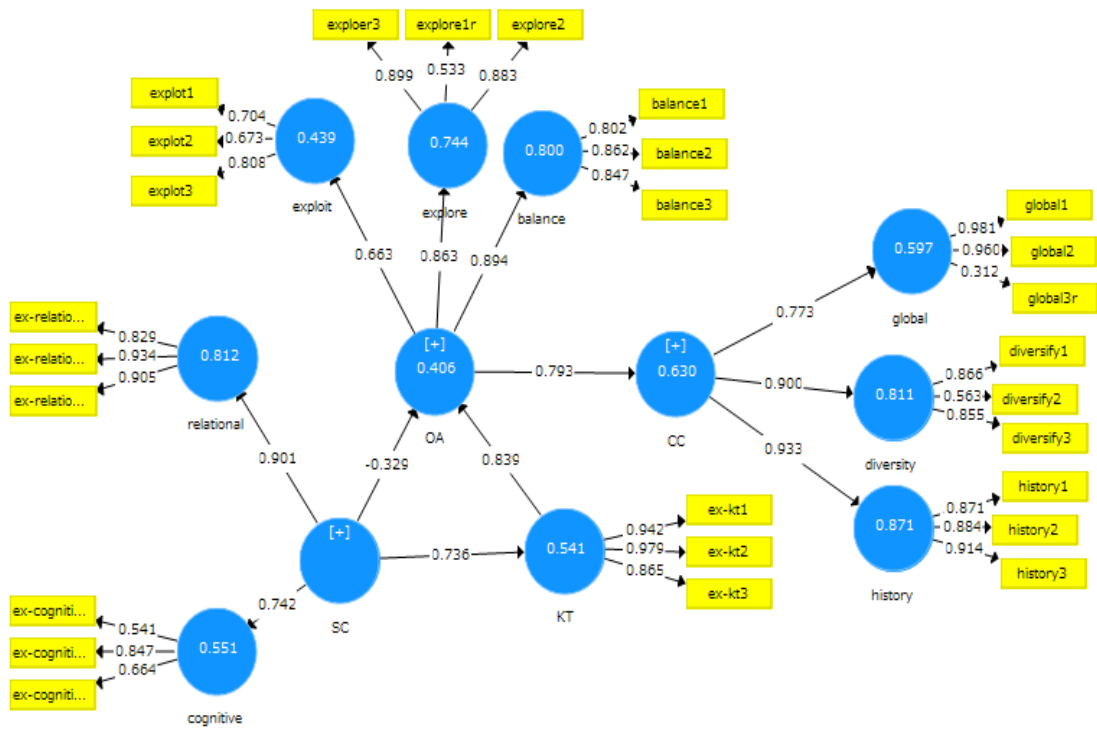 exploer3
explore1r
explore2
0.899
0.533
0.883
explot1
explot2
explot3
0.704
0.673
0.808
0.439
exploit
0.744
explore
0.800
balance
0.802
0.862
0.847
balance1
balance2
balance3
0.663
0.863
0.894
global1
global2
global3r
0.981
0.960
0.312
0.597
global
0.773
ex-relatio...
ex-relatio...
ex-relatio...
0.829
0.934
0.905
0.812
relational
[+]
0.406
OA
0.793
[+]
0.630
CC
0.900
0.933
0.811
diversity
0.866
0.563
0.855
diversify1
diversify2
diversify3
0.901
-0.329
0.839
[+]
SC
0.736
0.541
KT
0.942
0.979
0.865
ex-kt1
ex-kt2
ex-kt3
0.871
history
0.871
0.884
0.914
history1
history2
history3
0.742
ex-cogniti...
ex-cogniti...
ex-cogniti...
0.541
0.847
0.664
0.551
cognitive